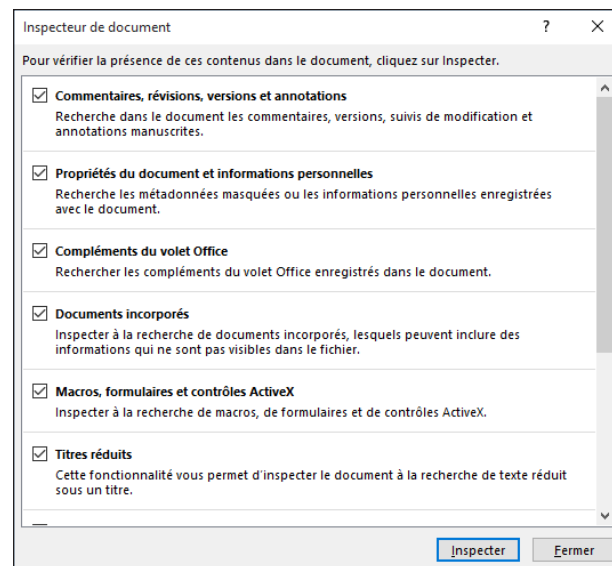 Inspecteur de document
Pour vérifier la présence de ces contenus dans le document, cliquez sur Inspecter.
Commentaires, révisions, versions et annotations
Recherche dans le document les commentaires, versions, suivis de modification et
annotations manuscrites.
Propriétés du document et informations personnelles
Recherche les métadonnées masquées ou les informations personnelles enregistrées
avec le document.
Compléments du volet Office
Rechercher les compléments du volet Office enregistrés dans le document.
Documents incorporés
Inspecter à la recherche de documents incorporés, lesquels peuvent inclure des
informations qui ne sont pas visibles dans le fichier.
Macros, formulaires et contrôles ActiveX
Inspecter à la recherche de macros, de formulaires et de contrôles ActiveX.
Titres réduits
Cette fonctionnalité vous permet d'inspecter le document à la recherche de texte réduit
sous un titre.
Inspecter
Fermer